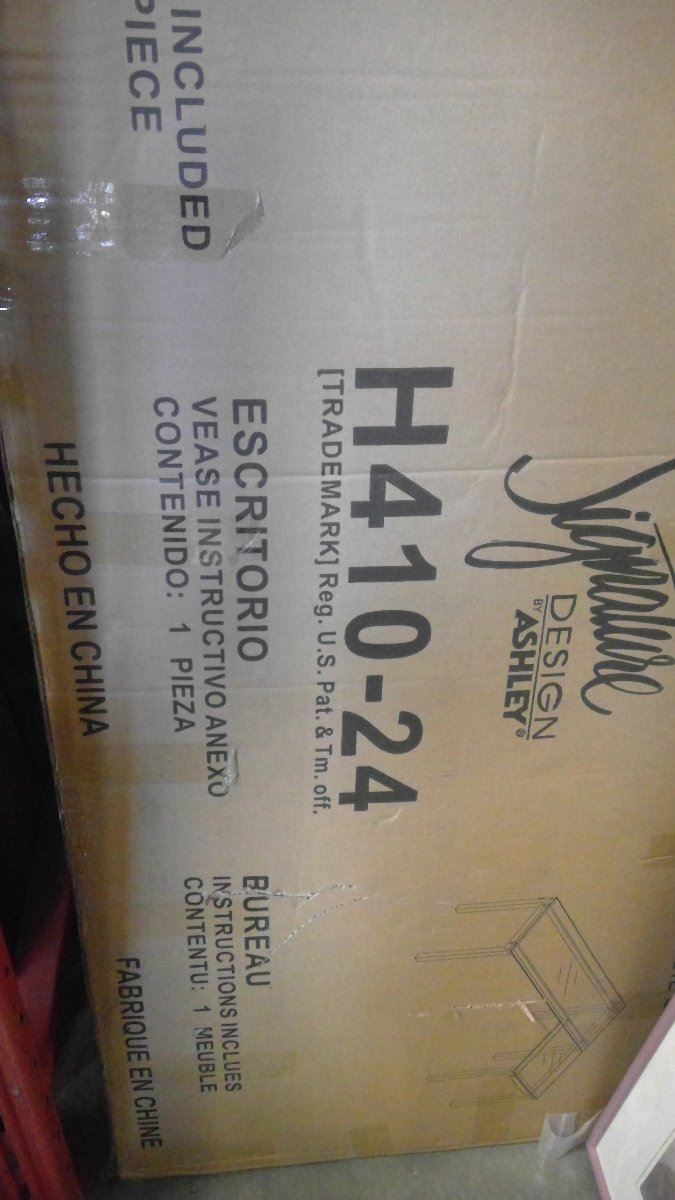 Signature
DESIGN
BY ASHLEY®
H410-24
[TRADEMARK] Reg. U.S. Pat. & Tm. off.
INCLUDED
PIECE
ESCRITORIO
VEASE INSTRUCTIVO ANEXO
CONTENIDO: 1 PIEZA
HECHO EN CHINA
BUREAU
INSTRUCTIONS INCLUES
CONTENTU: 1 MEUBLE
FABRIQUE EN CHINE